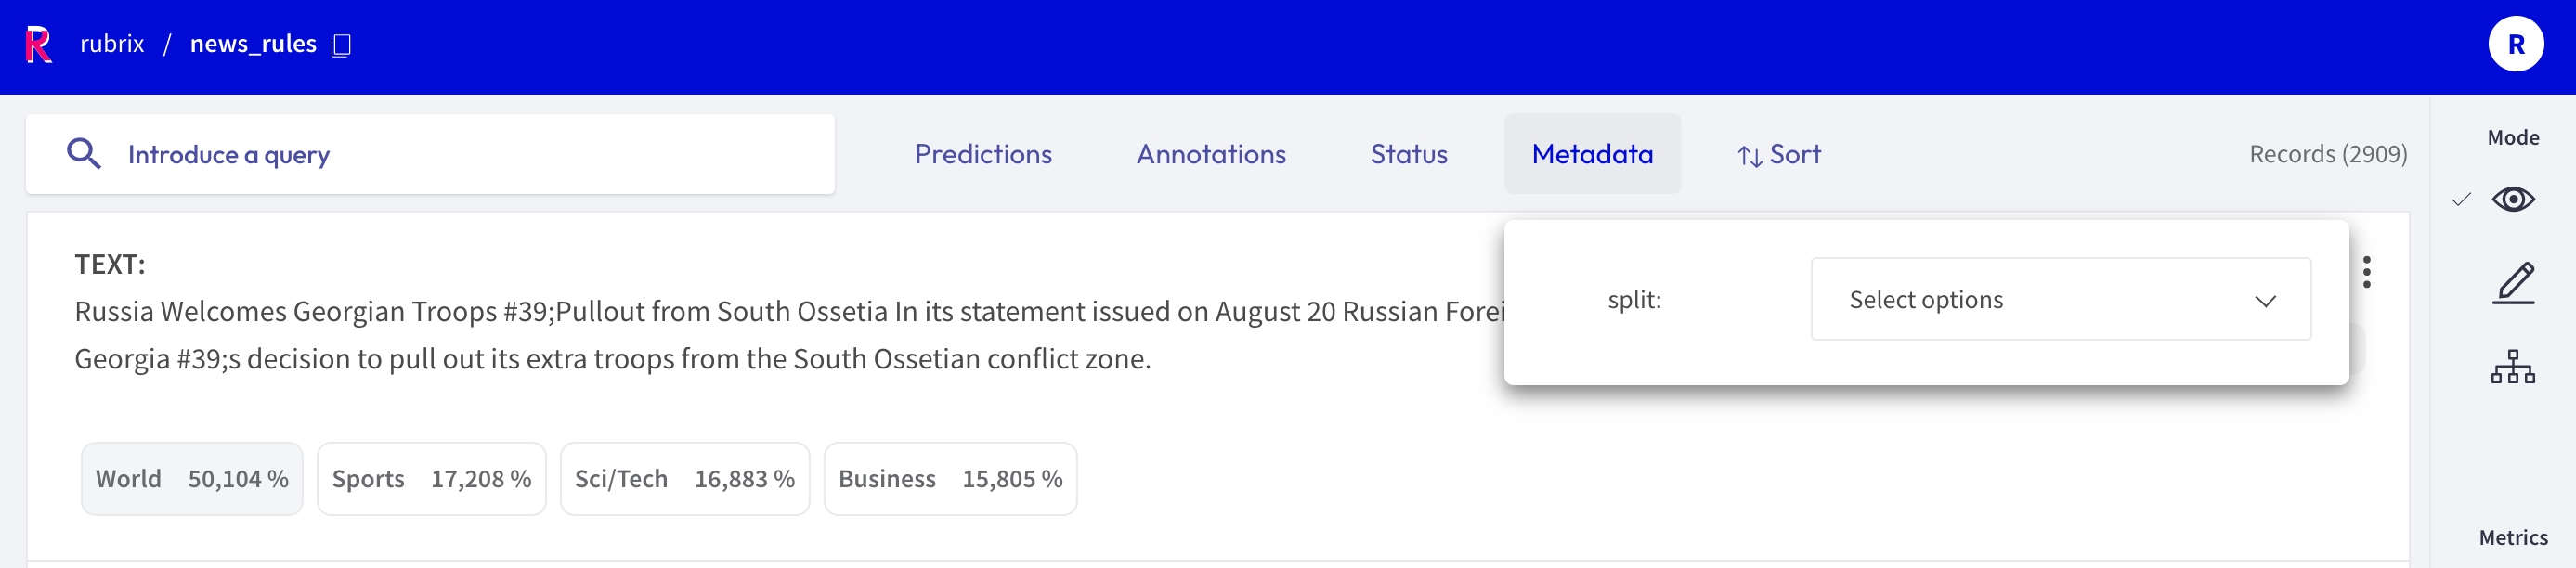 R rubrix / news_rules R
Introduce a query Predictions Annotations Status Metadata Sort Records (2909) Mode
TEXT:
split: Select options
Russia Welcomes Georgian Troops #39;Pullout from South Ossetia In its statement issued on August 20 Russian Forei
Georgia #39;s decision to pull out its extra troops from the South Ossetian conflict zone.
World 50,104 % Sports 17,208 % Sci/Tech 16,883 % Business 15,805 %
Metrics